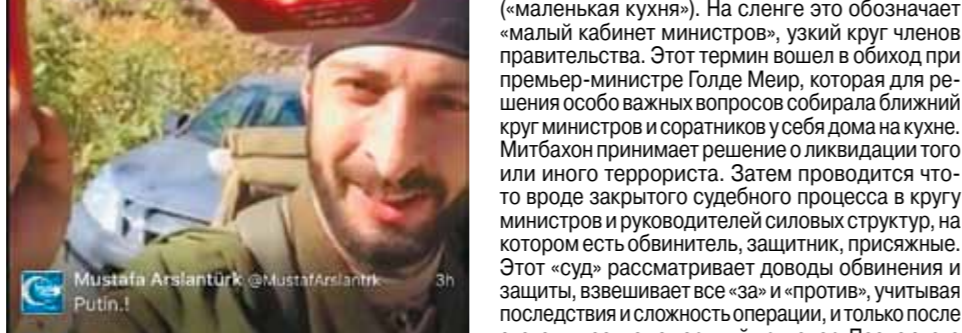 Mustafa Arslantürk @MustafArslantrk 3h
Putin.!
(«маленькая кухня»). На сленге это обозначает
«малый кабинет министров», узкий круг членов
правительства. Этот термин вошел в обиход при
премьер-министре Голде Меир, которая для ре-
шения особо важных вопросов собирала ближний
круг министров и соратников у себя дома на кухне.
Митбахон принимает решение о ликвидации того
или иного террориста. Затем проводится что-
то вроде закрытого судебного процесса в кругу
министров и руководителей силовых структур, на
котором есть обвинитель, защитник, присяжные.
Этот «суд» рассматривает доводы обвинения и
защиты, взвешивает все «за» и «против», учитывая
последствия и сложность операции, и только после